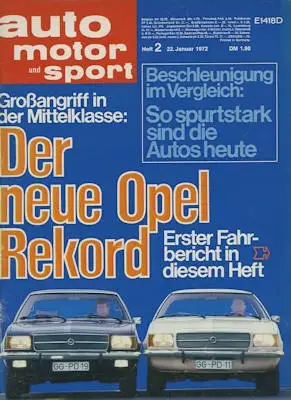 auto
motor
und sport
E1418D
Heft 2 22. Januar 1972 DM 1.80
Beschleunigung
im Vergleich:
So spurtstark
sind die
Autos heute
Großangriff in
der Mittelklasse:
Der
neue Opel
Rekord
Erster Fahr-
bericht in
diesem Heft
GG-PD 19
GG-PD 11